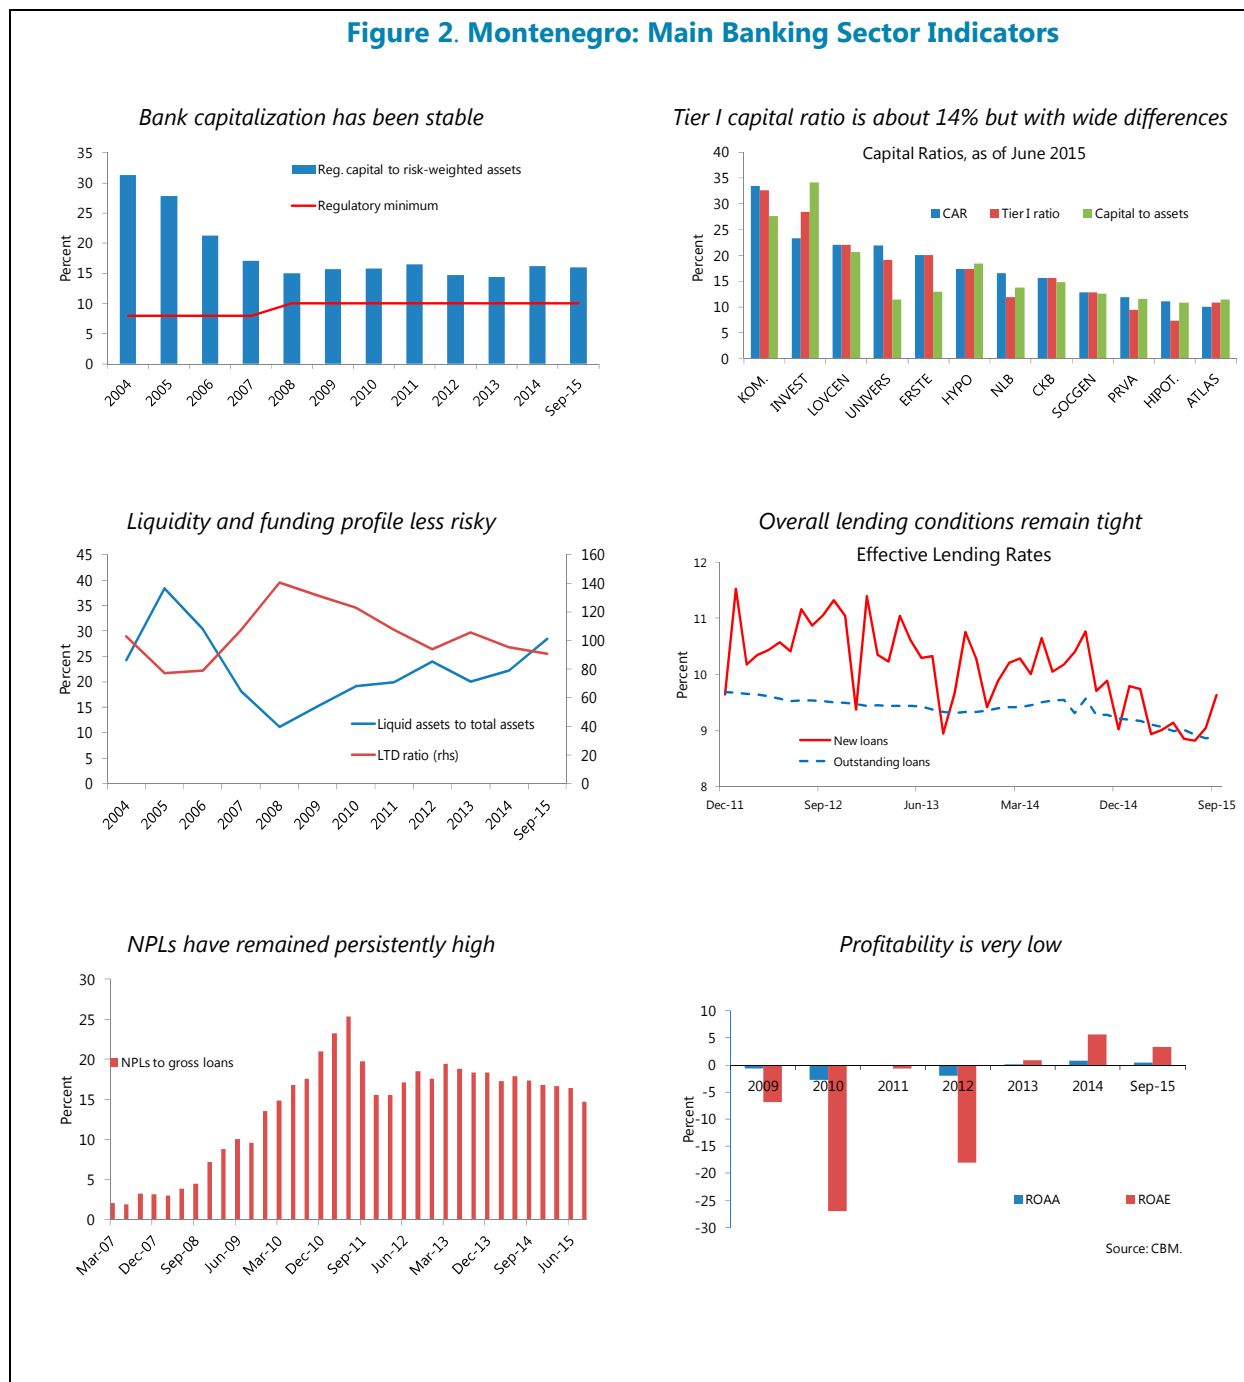 Figure 2. Montenegro: Main Banking Sector Indicators
Bank capitalization has been stable
35
30
25
20
15
10
5
0
Percent
Reg. capital to risk-weighted assets
Regulatory minimum
2004
2005
2006
2007
2008
2009
2010
2011
2012
2013
2014
Sep-15
Tier I capital ratio is about 14% but with wide differences
Capital Ratios, as of June 2015
40
35
30
25
20
15
10
5
0
Percent
CAR
Tier I ratio
Capital to assets
KOM.
INVEST
LOVCEN
UNIVERS
ERSTE
HYPO
NLB
CKB
SOCGEN
PRVA
HIPOT.
ATLAS
Liquidity and funding profile less risky
45
40
35
30
25
20
15
10
5
0
Percent
160
140
120
100
80
60
40
20
0
Liquid assets to total assets
LTD ratio (rhs)
2004
2005
2006
2007
2008
2009
2010
2011
2012
2013
2014
Sep-15
Overall lending conditions remain tight
Effective Lending Rates
12
11
10
9
8
Percent
New loans
Outstanding loans
Dec-11
Sep-12
Jun-13
Mar-14
Dec-14
Sep-15
NPLs have remained persistently high
30
25
20
15
10
5
0
Percent
NPLs to gross loans
Mar-07
Dec-07
Sep-08
Jun-09
Mar-10
Dec-10
Sep-11
Jun-12
Mar-13
Dec-13
Sep-14
Jun-15
Profitability is very low
10
5
0
-5
-10
-15
-20
-25
-30
Percent
2009
2010
2011
2012
2013
2014
Sep-15
ROAA
ROAE
Source: CBM.